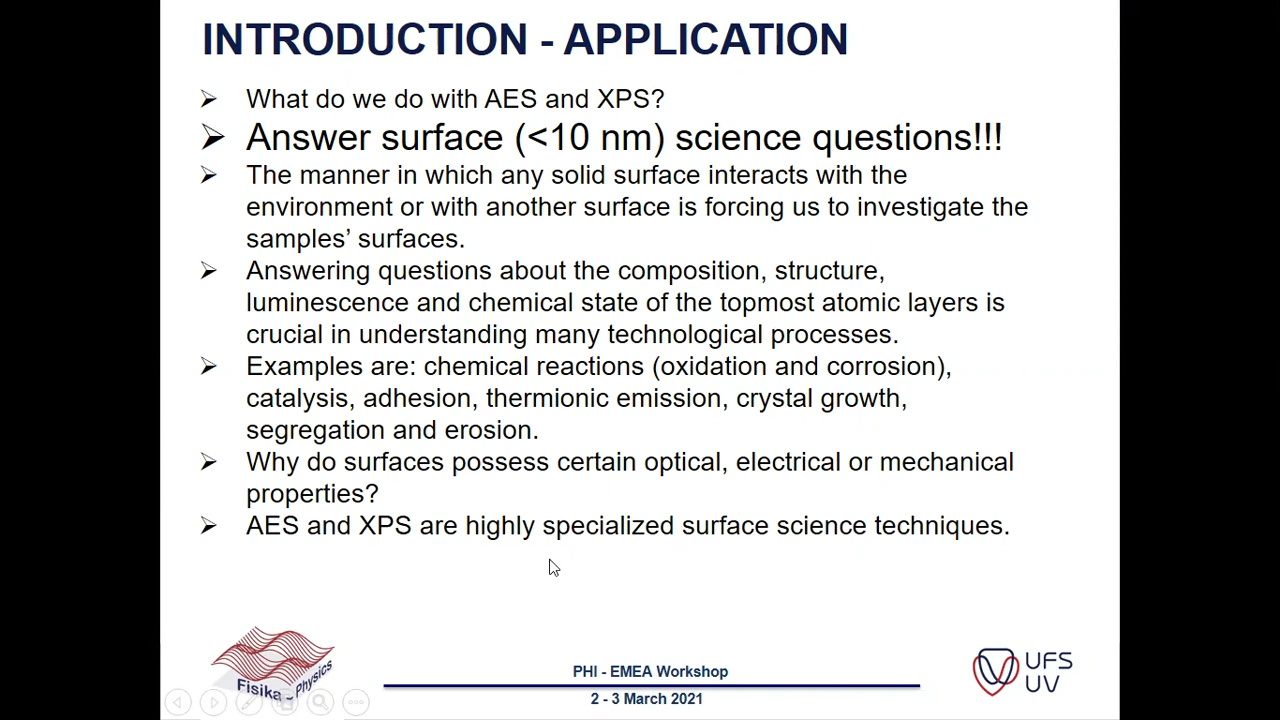 INTRODUCTION - APPLICATION
➢ What do we do with AES and XPS?
➢ Answer surface (<10 nm) science questions!!!
➢ The manner in which any solid surface interacts with the
environment or with another surface is forcing us to investigate the
samples’ surfaces.
➢ Answering questions about the composition, structure,
luminescence and chemical state of the topmost atomic layers is
crucial in understanding many technological processes.
➢ Examples are: chemical reactions (oxidation and corrosion),
catalysis, adhesion, thermionic emission, crystal growth,
segregation and erosion.
➢ Why do surfaces possess certain optical, electrical or mechanical
properties?
➢ AES and XPS are highly specialized surface science techniques.
Fisika - Physics
PHI - EMEA Workshop
2 - 3 March 2021
UFS
UV